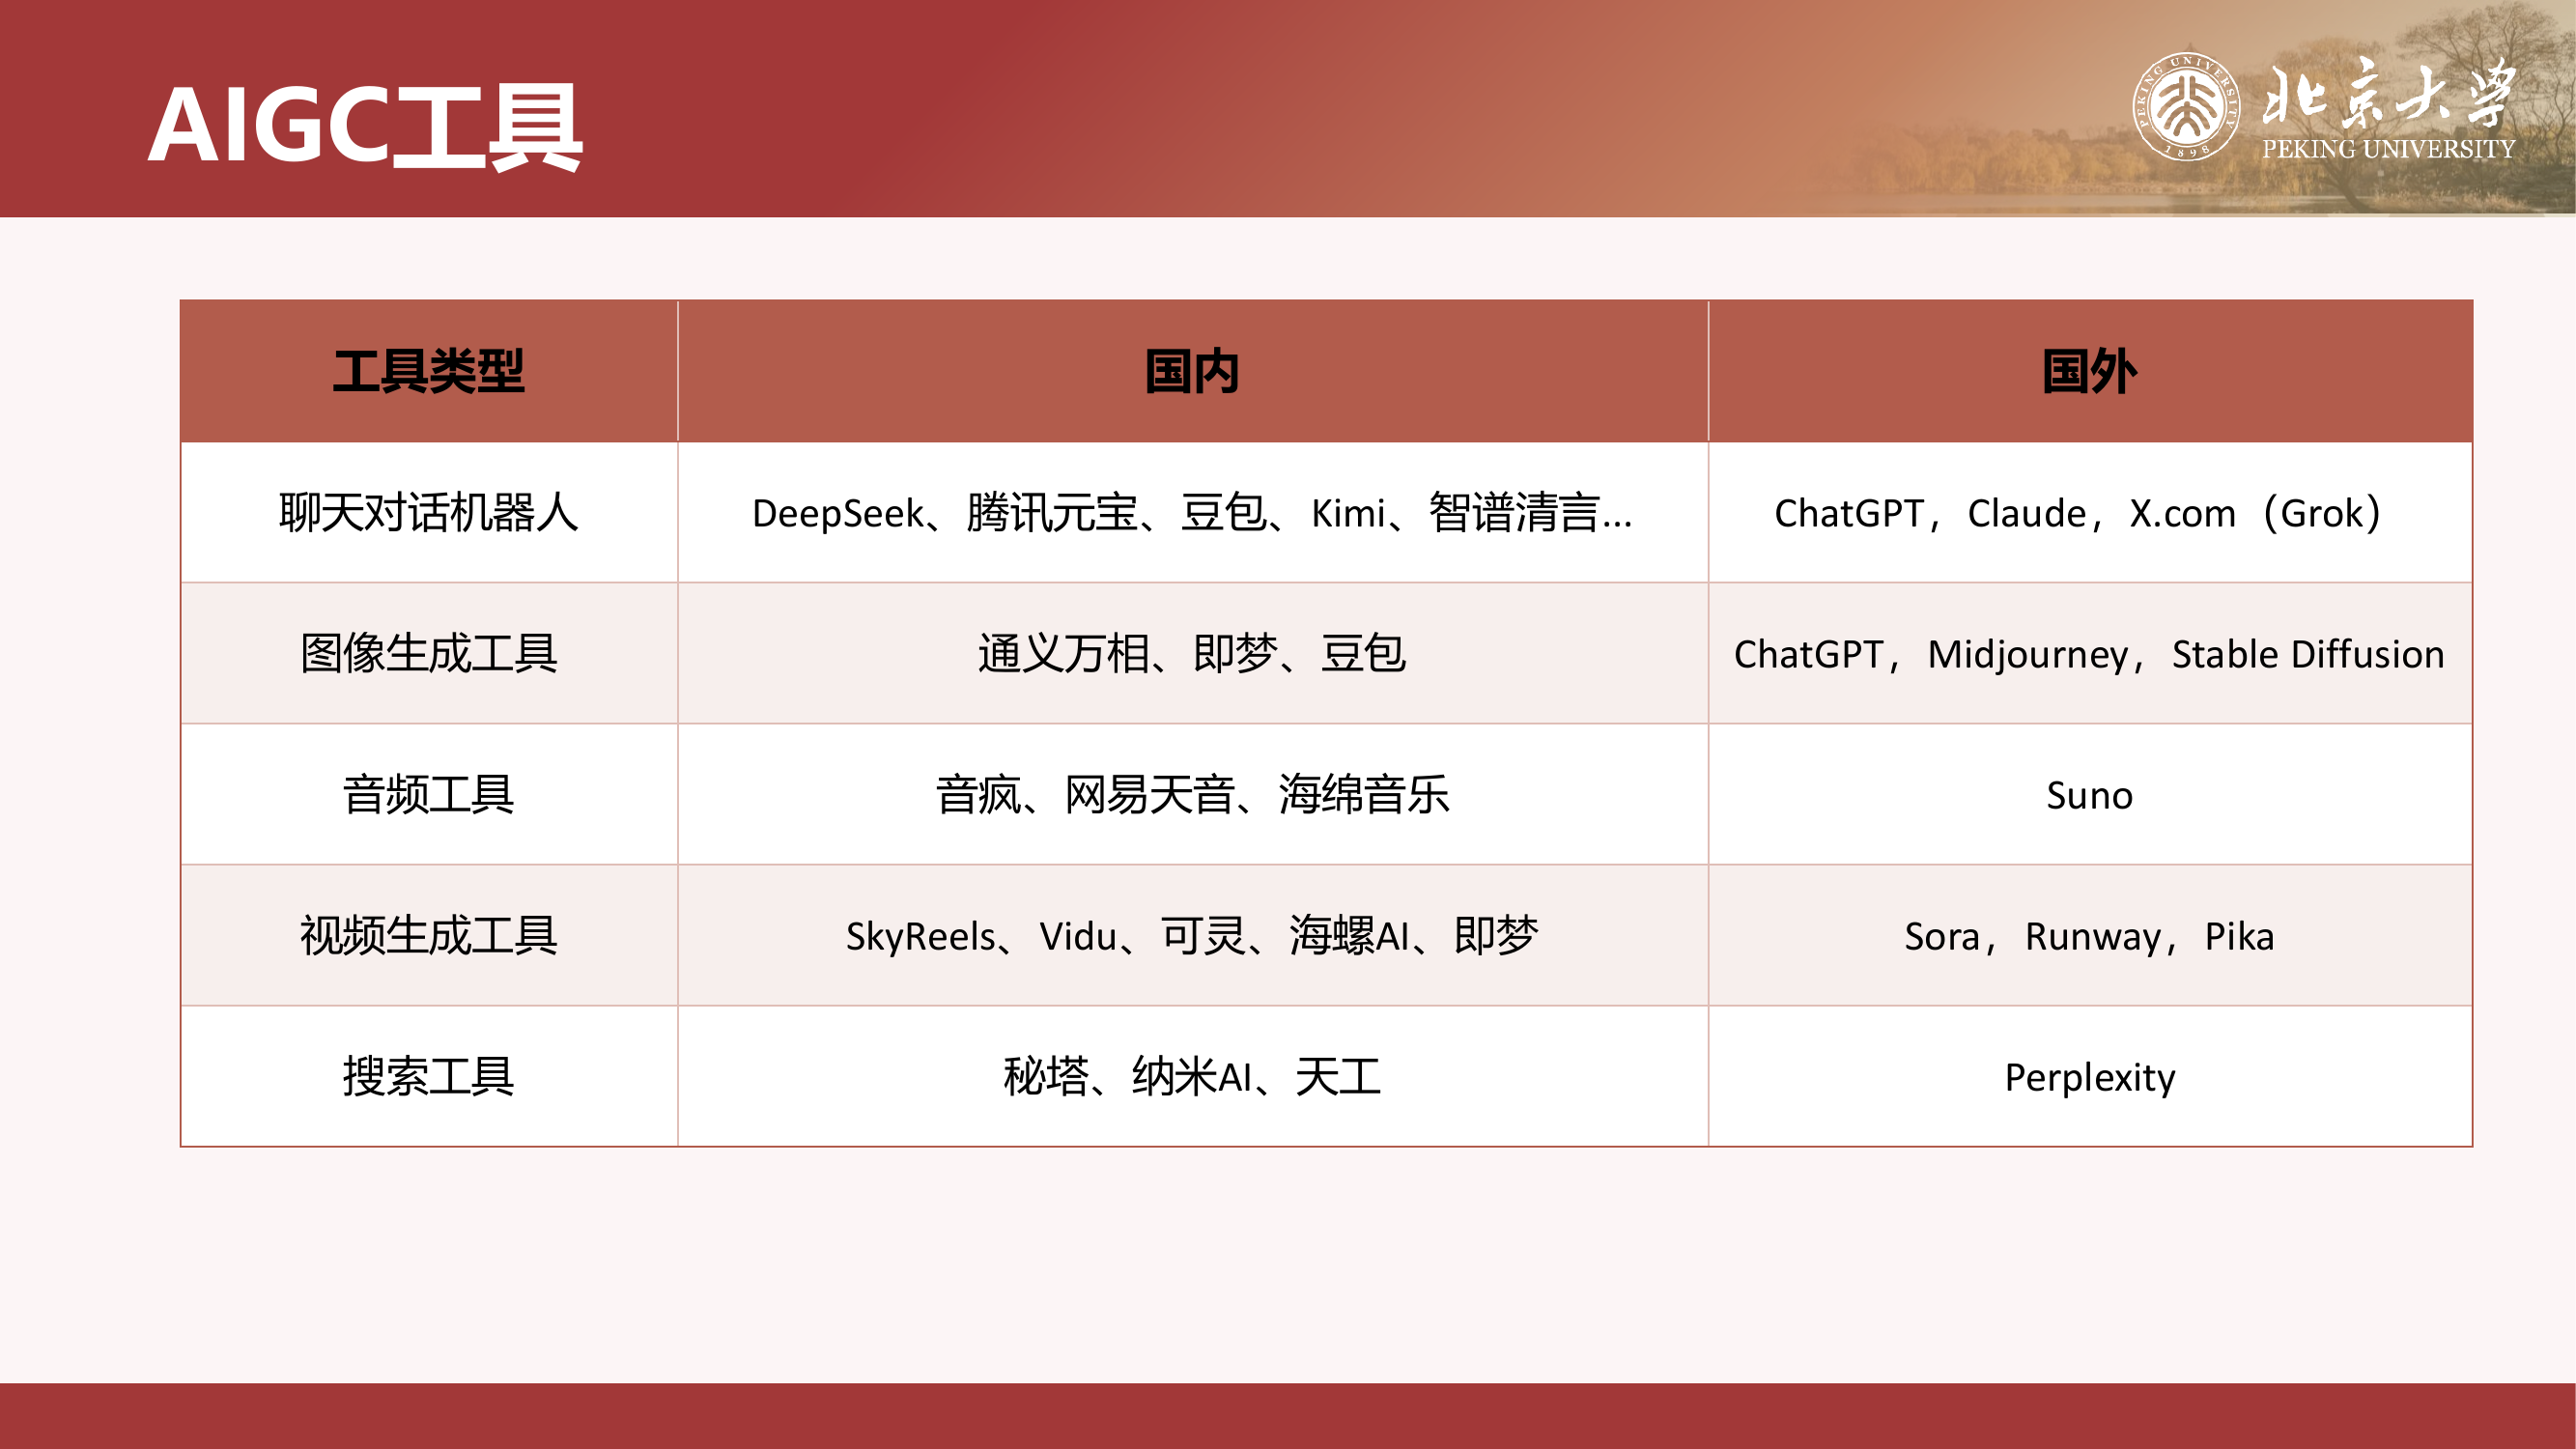 AIGC工具
PEKING UNIVERSITY
1898
北京大学
PEKING UNIVERSITY
工具类型 国内 国外
聊天对话机器人 DeepSeek、腾讯元宝、豆包、Kimi、智谱清言... ChatGPT，Claude，X.com（Grok）
图像生成工具 通义万相、即梦、豆包 ChatGPT，Midjourney，Stable Diffusion
音频工具 音疯、网易天音、海绵音乐 Suno
视频生成工具 SkyReels、Vidu、可灵、海螺AI、即梦 Sora，Runway，Pika
搜索工具 秘塔、纳米AI、天工 Perplexity